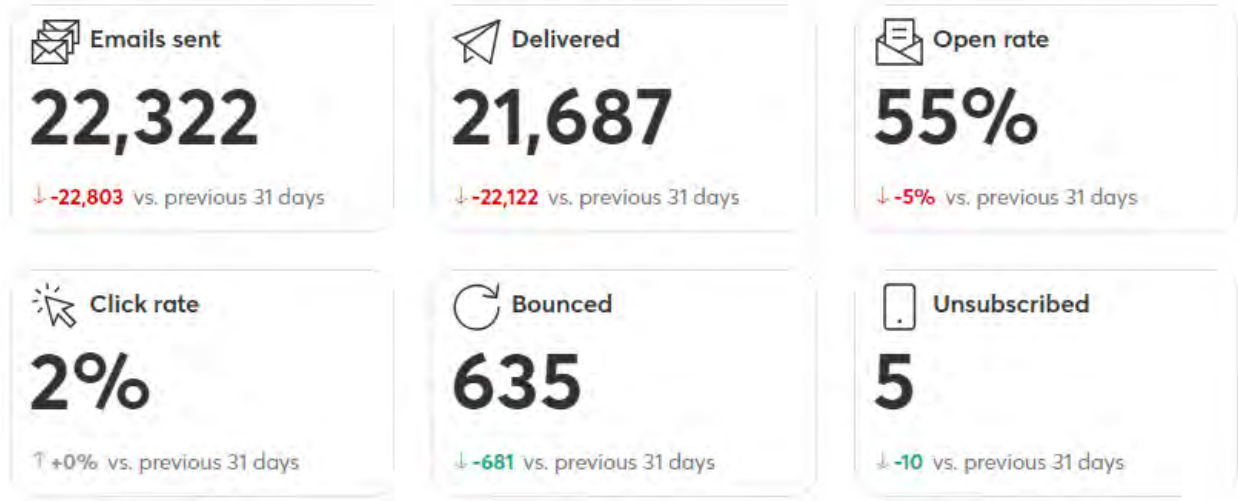 Emails sent
22,322
↓ -22,803 vs. previous 31 days
Delivered
21,687
↓ -22,122 vs. previous 31 days
Open rate
55%
↓ -5% vs. previous 31 days
Click rate
2%
↑ +0% vs. previous 31 days
Bounced
635
↓ -681 vs. previous 31 days
Unsubscribed
5
↓ -10 vs. previous 31 days